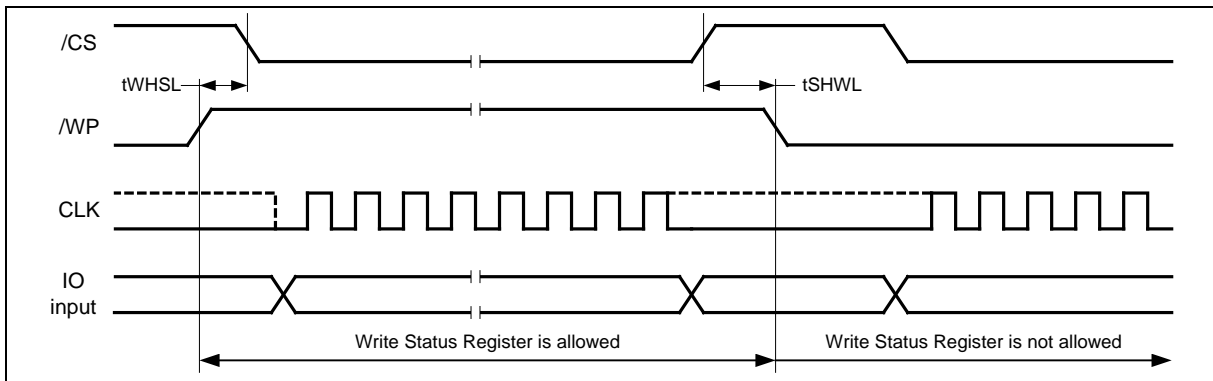 /CS
tWHSL
tSHWL
/WP
CLK
IO
input
Write Status Register is allowed
Write Status Register is not allowed